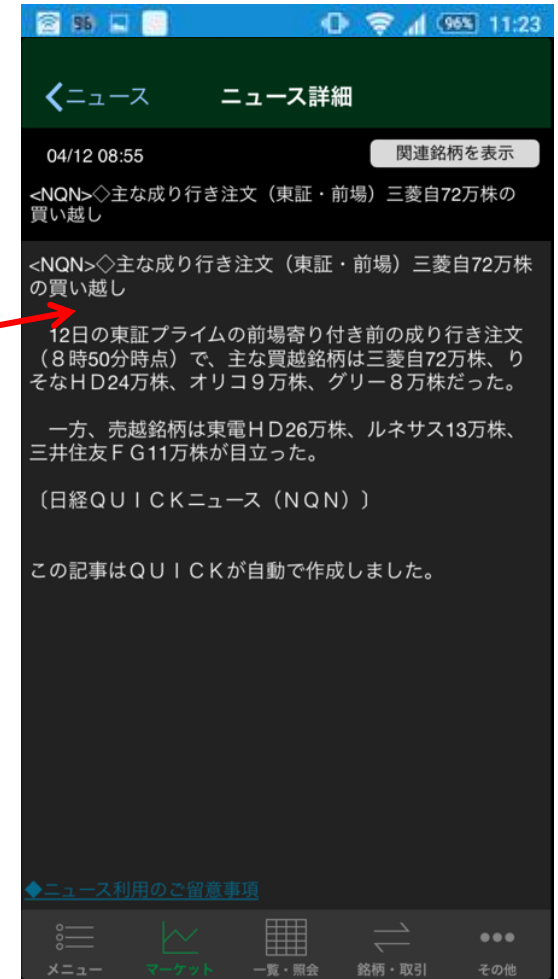 96
96%
11:23
ニュース
ニュース詳細
04/12 08:55
関連銘柄を表示
<NQN>◇主な成り行き注文（東証・前場）三菱自72万株の
買い越し
<NQN>◇主な成り行き注文（東証・前場）三菱自72万株
の買い越し
　12日の東証プライムの前場寄り付き前の成り行き注文
（８時50分時点）で、主な買越銘柄は三菱自72万株、り
そなＨＤ24万株、オリコ９万株、グリー８万株だった。
　一方、売越銘柄は東電ＨＤ26万株、ルネサス13万株、
三井住友ＦＧ11万株が目立った。
〔日経ＱＵＩＣＫニュース（ＮＱＮ）〕
この記事はＱＵＩＣＫが自動で作成しました。
◆ニュース利用のご留意事項
メニュー
マーケット
一覧・照会
銘柄・取引
その他